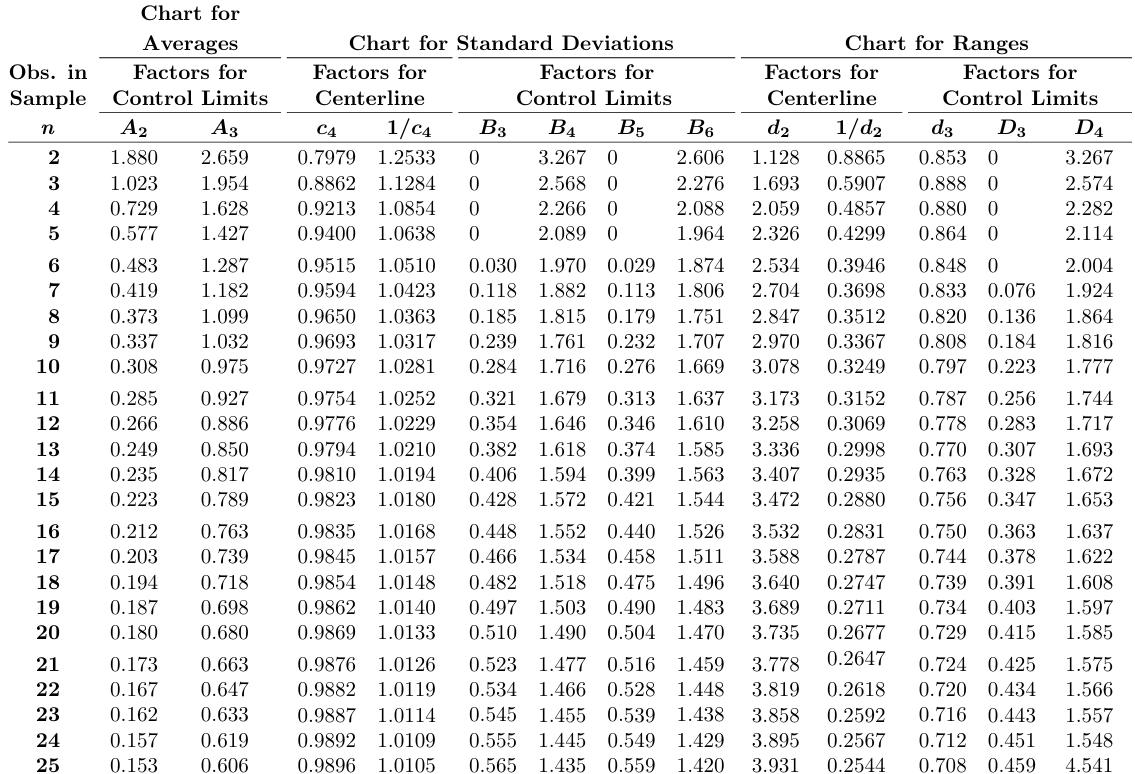 Chart for
Averages Chart for Standard Deviations Chart for Ranges
Obs. in Factors for Factors for Factors for Factors for Factors for
Sample Control Limits Centerline Control Limits Centerline Control Limits
n A2 A3 c4 1/c4 B3 B4 B5 B6 d2 1/d2 d3 D3 D4
2 1.880 2.659 0.7979 1.2533 0 3.267 0 2.606 1.128 0.8865 0.853 0 3.267
3 1.023 1.954 0.8862 1.1284 0 2.568 0 2.276 1.693 0.5907 0.888 0 2.574
4 0.729 1.628 0.9213 1.0854 0 2.266 0 2.088 2.059 0.4857 0.880 0 2.282
5 0.577 1.427 0.9400 1.0638 0 2.089 0 1.964 2.326 0.4299 0.864 0 2.114
6 0.483 1.287 0.9515 1.0510 0.030 1.970 0.029 1.874 2.534 0.3946 0.848 0 2.004
7 0.419 1.182 0.9594 1.0423 0.118 1.882 0.113 1.806 2.704 0.3698 0.833 0.076 1.924
8 0.373 1.099 0.9650 1.0363 0.185 1.815 0.179 1.751 2.847 0.3512 0.820 0.136 1.864
9 0.337 1.032 0.9693 1.0317 0.239 1.761 0.232 1.707 2.970 0.3367 0.808 0.184 1.816
10 0.308 0.975 0.9727 1.0281 0.284 1.716 0.276 1.669 3.078 0.3249 0.797 0.223 1.777
11 0.285 0.927 0.9754 1.0252 0.321 1.679 0.313 1.637 3.173 0.3152 0.787 0.256 1.744
12 0.266 0.886 0.9776 1.0229 0.354 1.646 0.346 1.610 3.258 0.3069 0.778 0.283 1.717
13 0.249 0.850 0.9794 1.0210 0.382 1.618 0.374 1.585 3.336 0.2998 0.770 0.307 1.693
14 0.235 0.817 0.9810 1.0194 0.406 1.594 0.399 1.563 3.407 0.2935 0.763 0.328 1.672
15 0.223 0.789 0.9823 1.0180 0.428 1.572 0.421 1.544 3.472 0.2880 0.756 0.347 1.653
16 0.212 0.763 0.9835 1.0168 0.448 1.552 0.440 1.526 3.532 0.2831 0.750 0.363 1.637
17 0.203 0.739 0.9845 1.0157 0.466 1.534 0.458 1.511 3.588 0.2787 0.744 0.378 1.622
18 0.194 0.718 0.9854 1.0148 0.482 1.518 0.475 1.496 3.640 0.2747 0.739 0.391 1.608
19 0.187 0.698 0.9862 1.0140 0.497 1.503 0.490 1.483 3.689 0.2711 0.734 0.403 1.597
20 0.180 0.680 0.9869 1.0133 0.510 1.490 0.504 1.470 3.735 0.2677 0.729 0.415 1.585
21 0.173 0.663 0.9876 1.0126 0.523 1.477 0.516 1.459 3.778 0.2647 0.724 0.425 1.575
22 0.167 0.647 0.9882 1.0119 0.534 1.466 0.528 1.448 3.819 0.2618 0.720 0.434 1.566
23 0.162 0.633 0.9887 1.0114 0.545 1.455 0.539 1.438 3.858 0.2592 0.716 0.443 1.557
24 0.157 0.619 0.9892 1.0109 0.555 1.445 0.549 1.429 3.895 0.2567 0.712 0.451 1.548
25 0.153 0.606 0.9896 1.0105 0.565 1.435 0.559 1.420 3.931 0.2544 0.708 0.459 4.541